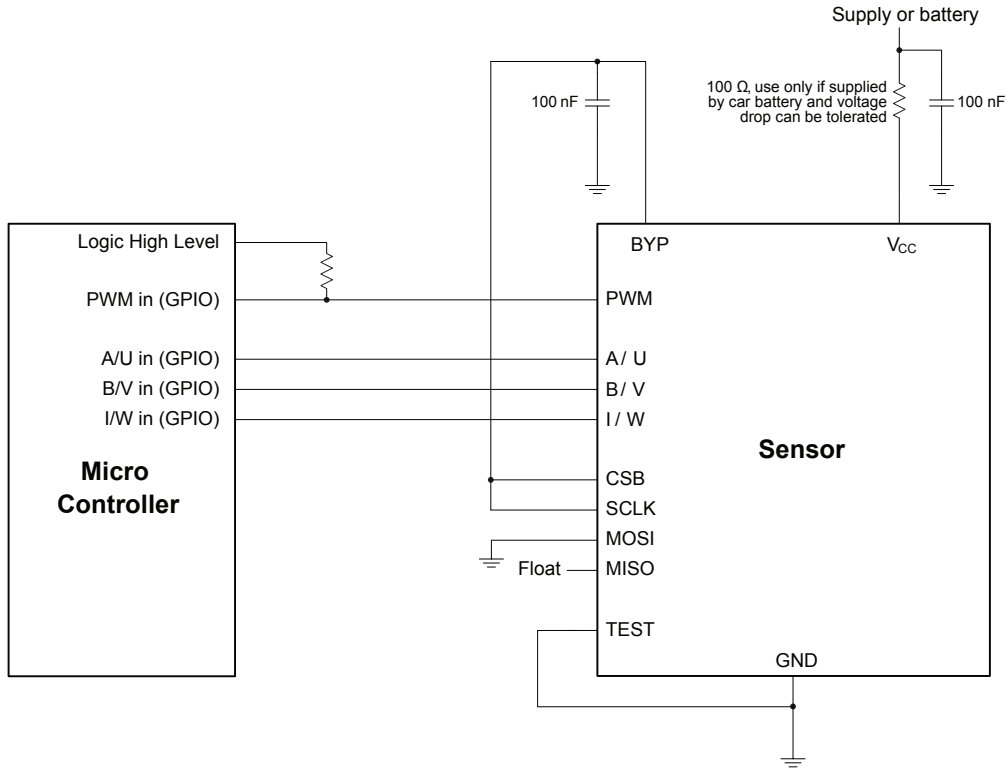 Supply or battery
100 nF
100 Ω, use only if supplied
by car battery and voltage
drop can be tolerated
100 nF
Logic High Level
PWM in (GPIO)
A/U in (GPIO)
B/V in (GPIO)
I/W in (GPIO)
Micro
Controller
BYP
VCC
PWM
A / U
B / V
I / W
Sensor
CSB
SCLK
MOSI
Float
MISO
TEST
GND